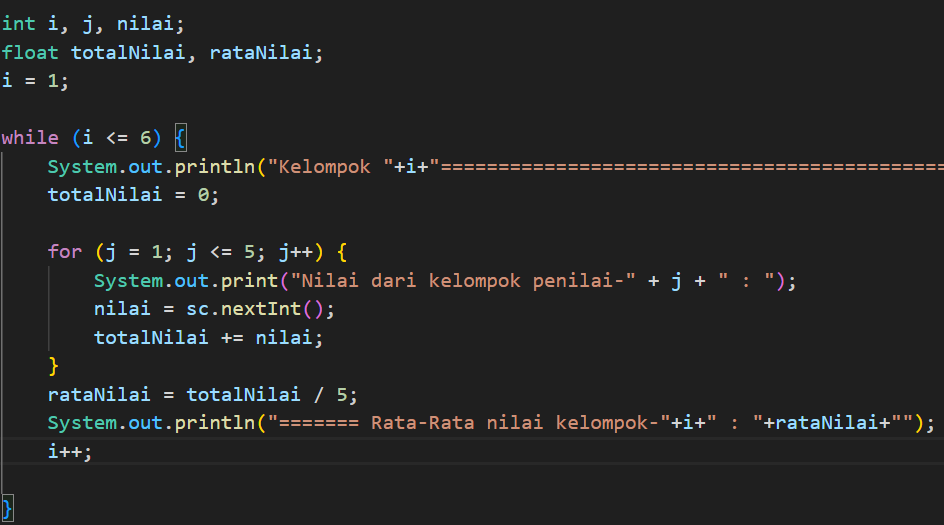 int i, j, nilai;
float totalNilai, rataNilai;
i = 1;
while (i <= 6) {
System.out.println("Kelompok "+i+"============================================
totalNilai = 0;
for (j = 1; j <= 5; j++) {
System.out.print("Nilai dari kelompok penilai-" + j + " : ");
nilai = sc.nextInt();
totalNilai += nilai;
}
rataNilai = totalNilai / 5;
System.out.println("======= Rata-Rata nilai kelompok-"+i+" : "+rataNilai+"");
i++;
}